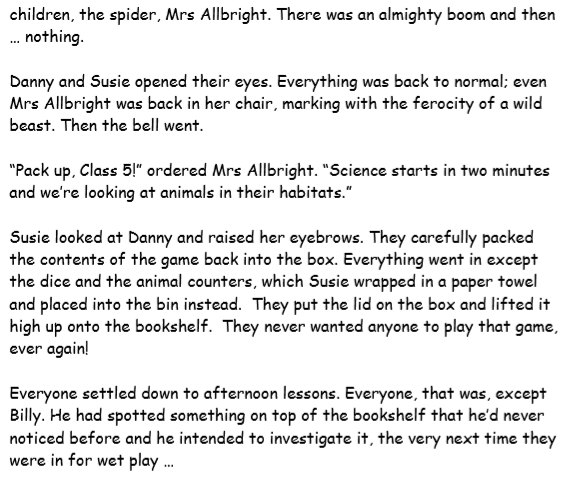 children, the spider, Mrs Allbright. There was an almighty boom and then
… nothing.
Danny and Susie opened their eyes. Everything was back to normal; even
Mrs Allbright was back in her chair, marking with the ferocity of a wild
beast. Then the bell went.
“Pack up, Class 5!” ordered Mrs Allbright. “Science starts in two minutes
and we’re looking at animals in their habitats.”
Susie looked at Danny and raised her eyebrows. They carefully packed
the contents of the game back into the box. Everything went in except
the dice and the animal counters, which Susie wrapped in a paper towel
and placed into the bin instead.  They put the lid on the box and lifted it
high up onto the bookshelf.  They never wanted anyone to play that game,
ever again!
Everyone settled down to afternoon lessons. Everyone, that was, except
Billy. He had spotted something on top of the bookshelf that he’d never
noticed before and he intended to investigate it, the very next time they
were in for wet play …